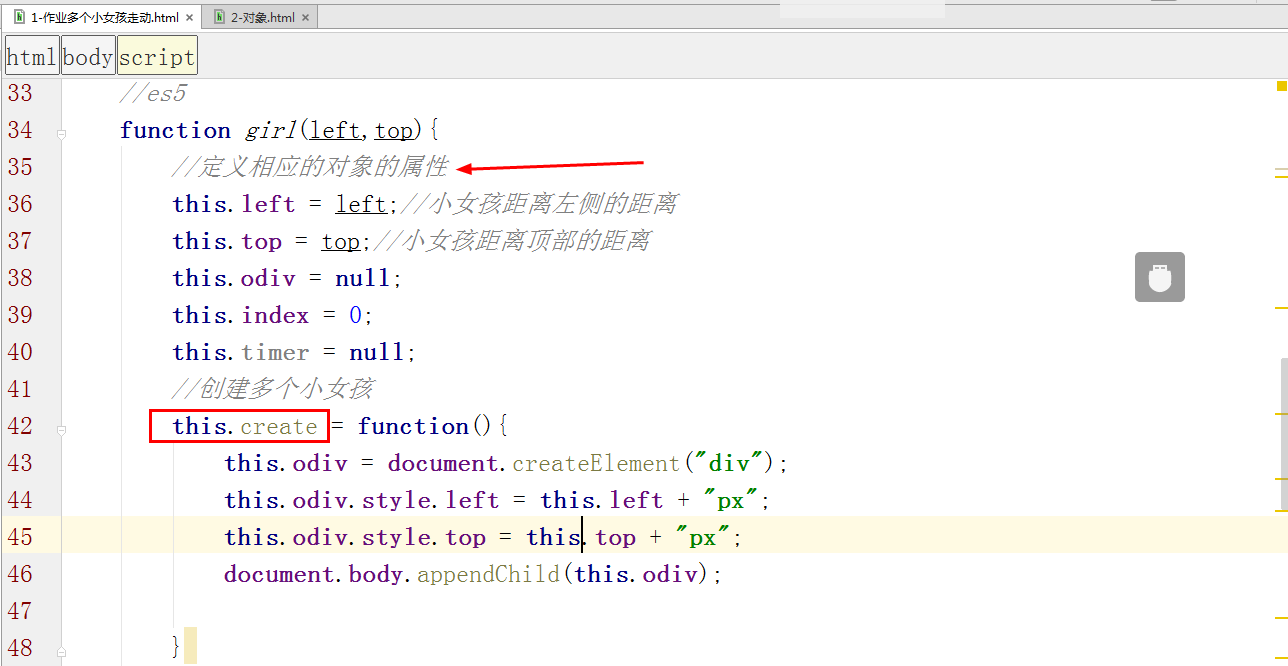 1-作业多个小女孩走动.html × 2-对象.html ×
html body script
33 //es5
34 function girl(left,top){
35 //定义相应的对象的属性
36 this.left = left;//小女孩距离左侧的距离
37 this.top = top;//小女孩距离顶部的距离
38 this.odiv = null;
39 this.index = 0;
40 this.timer = null;
41 //创建多个小女孩
42 this.create = function(){
43 this.odiv = document.createElement("div");
44 this.odiv.style.left = this.left + "px";
45 this.odiv.style.top = this.top + "px";
46 document.body.appendChild(this.odiv);
47
48 }